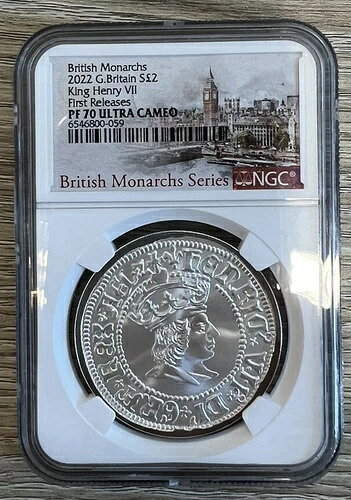 British Monarchs
2022 G.Britain S£2
King Henry VII
First Releases
PF 70 ULTRA CAMEO
6546800-059
British Monarchs Series NGC